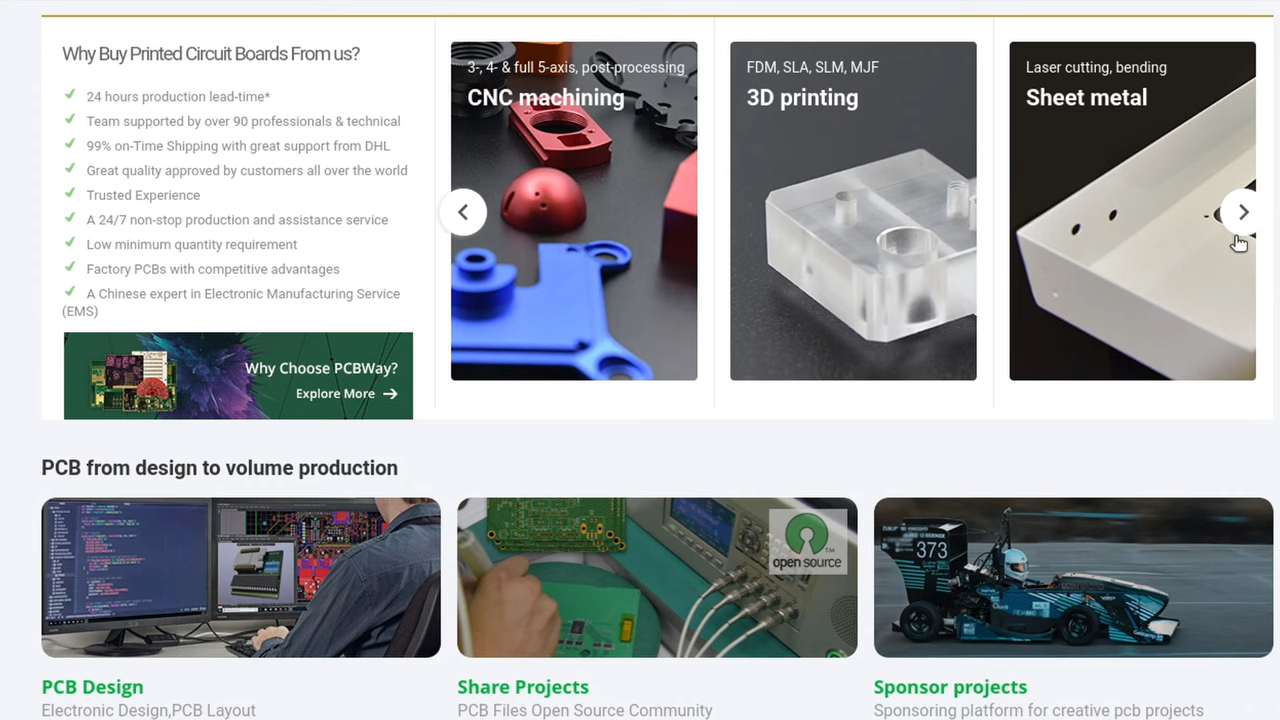 Why Buy Printed Circuit Boards From us?
24 hours production lead-time*
Team supported by over 90 professionals & technical
99% on-Time Shipping with great support from DHL
Great quality approved by customers all over the world
Trusted Experience
A 24/7 non-stop production and assistance service
Low minimum quantity requirement
Factory PCBs with competitive advantages
A Chinese expert in Electronic Manufacturing Service
(EMS)
Why Choose PCBWay?
Explore More
3-, 4- & full 5-axis, post-processing
CNC machining
FDM, SLA, SLM, MJF
3D printing
Laser cutting, bending
Sheet metal
PCB from design to volume production
open source
TM
373
PCB Design
Electronic Design,PCB Layout
Share Projects
PCB Files Open Source Community
Sponsor projects
Sponsoring platform for creative pcb projects